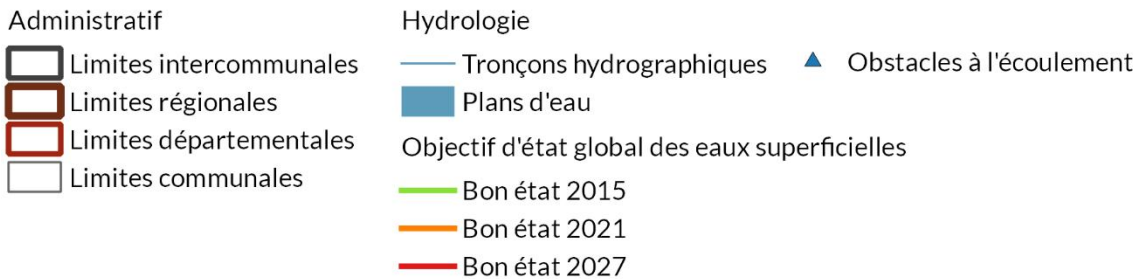 Administratif
Limites intercommunales
Limites régionales
Limites départementales
Limites communales
Hydrologie
Tronçons hydrographiques
Obstacles à l'écoulement
Plans d'eau
Objectif d'état global des eaux superficielles
Bon état 2015
Bon état 2021
Bon état 2027